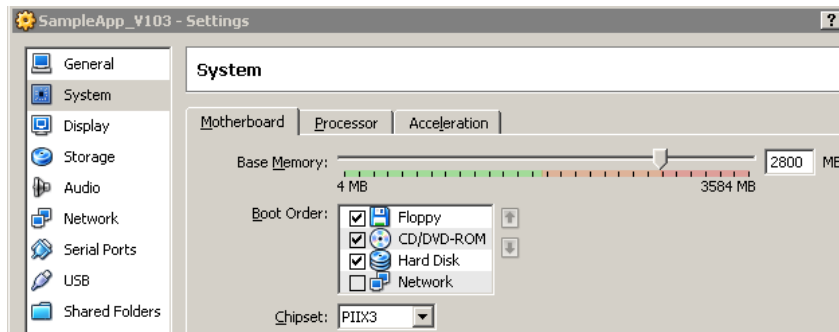 SampleApp_V103 - Settings
?
General
System
Display
Storage
Audio
Network
Serial Ports
USB
Shared Folders
System
Motherboard Processor Acceleration
Base Memory: 2800 MB
4 MB 3584 MB
Boot Order: Floppy
CD/DVD-ROM
Hard Disk
Network
Chipset: PIIX3